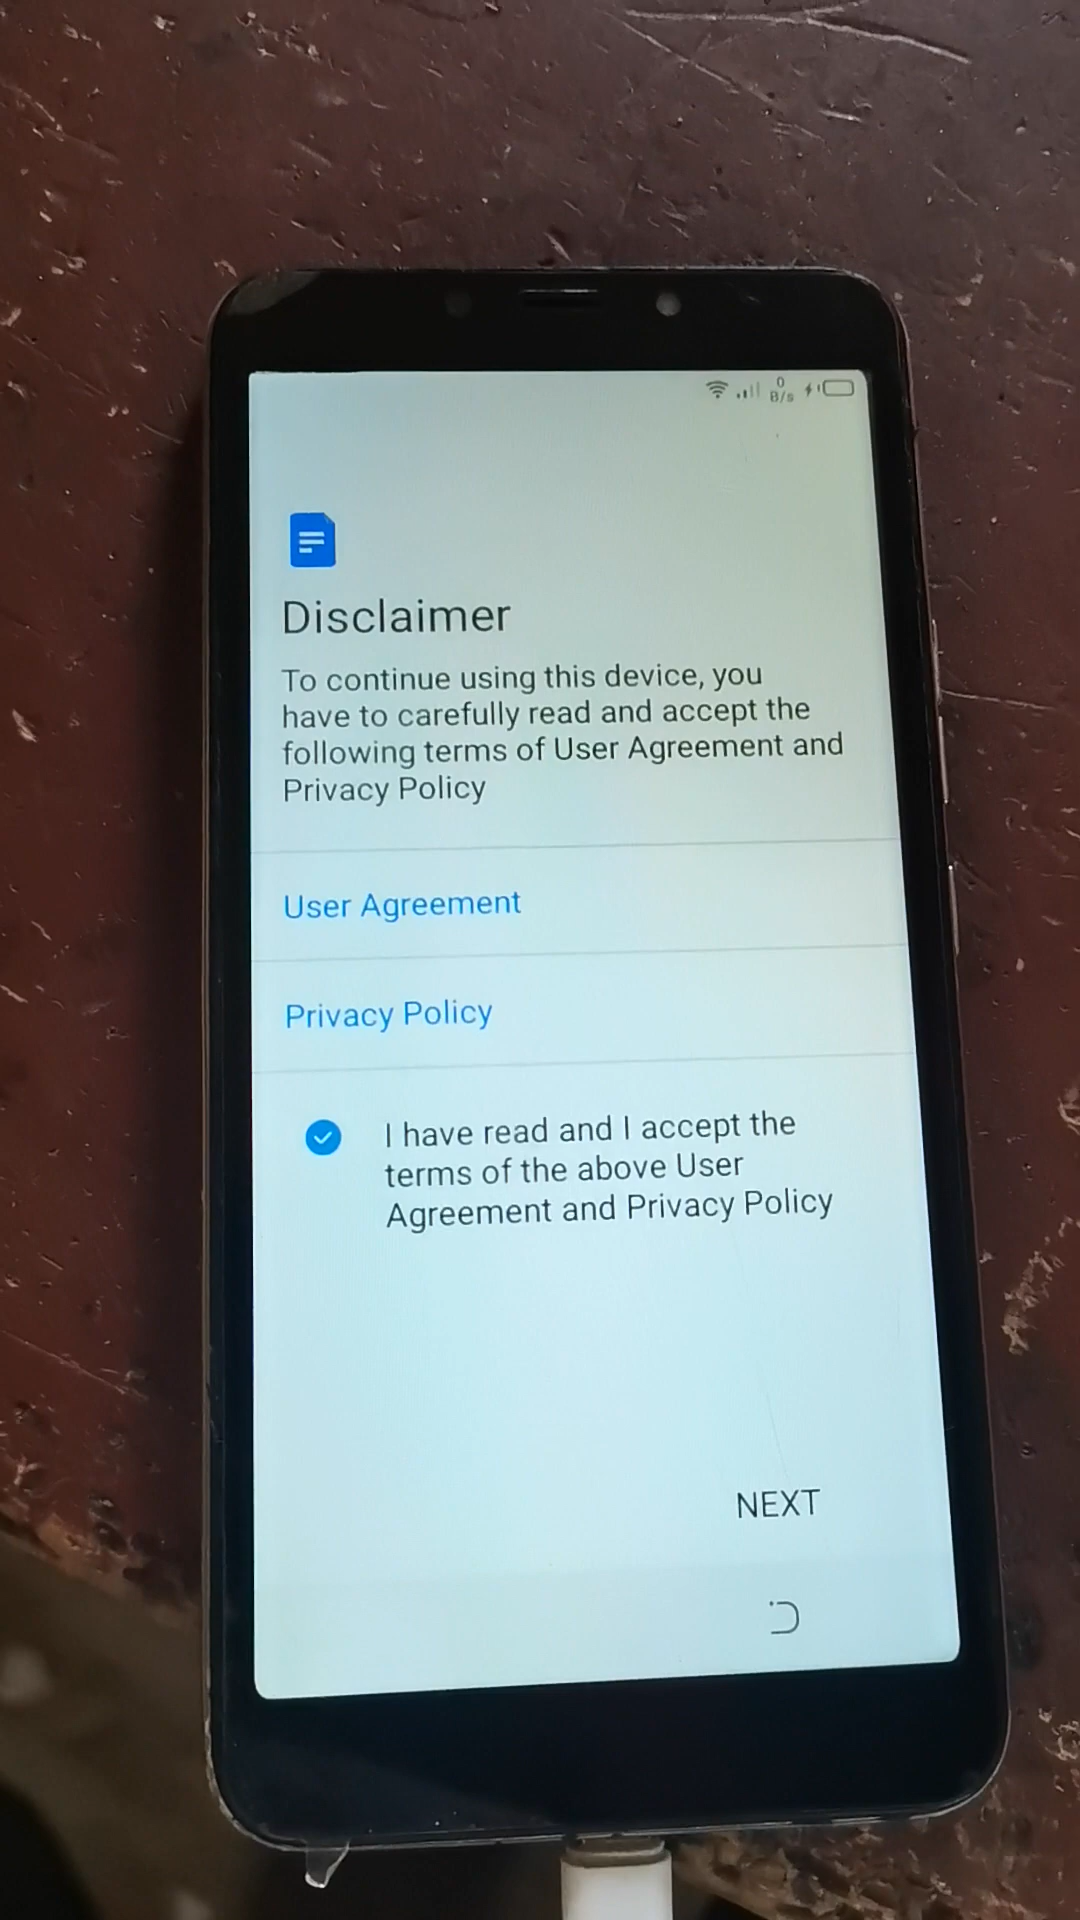 0
B/s
Disclaimer
To continue using this device, you
have to carefully read and accept the
following terms of User Agreement and
Privacy Policy
User Agreement
Privacy Policy
I have read and I accept the
terms of the above User
Agreement and Privacy Policy
NEXT